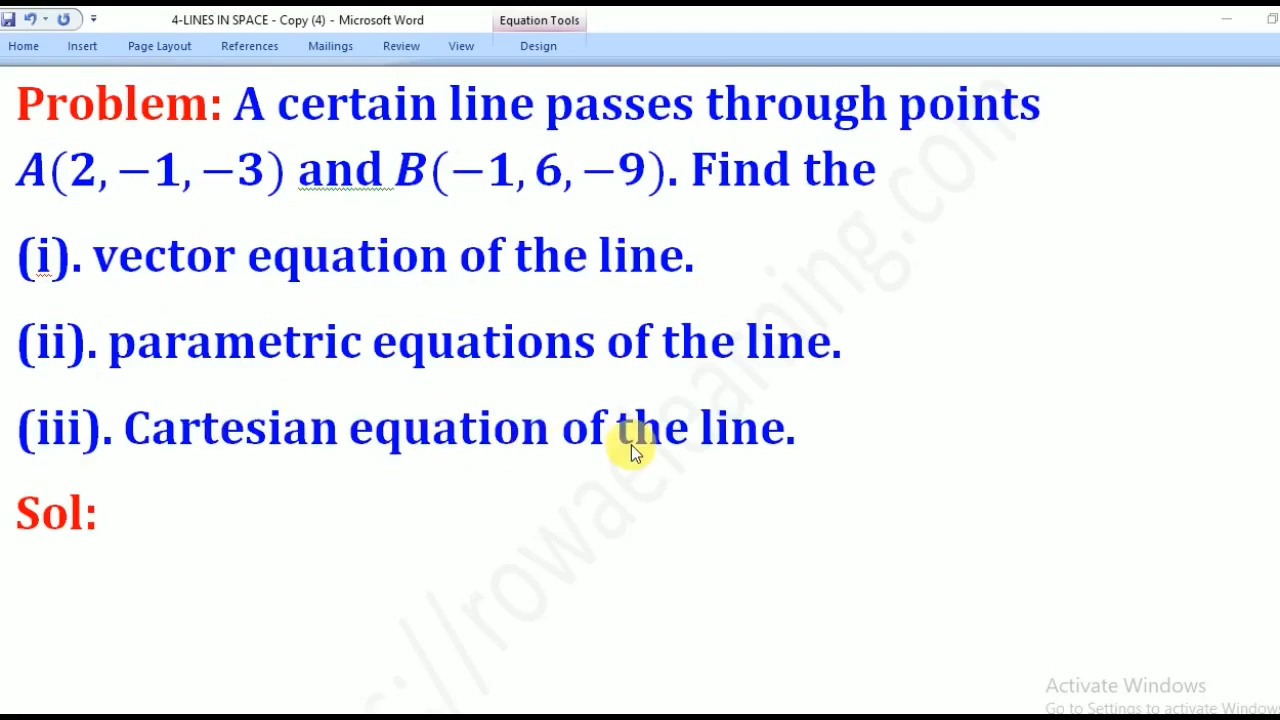 4-LINES IN SPACE - Copy (4) - Microsoft Word
Equation Tools
Home Insert Page Layout References Mailings Review View Design
Problem: A certain line passes through points
A(2, −1, −3) and B(−1, 6, −9). Find the
(i). vector equation of the line.
(ii). parametric equations of the line.
(iii). Cartesian equation of the line.
Sol:
s://rowaelearning.com
Activate Windows
Go to Settings to activate Windows